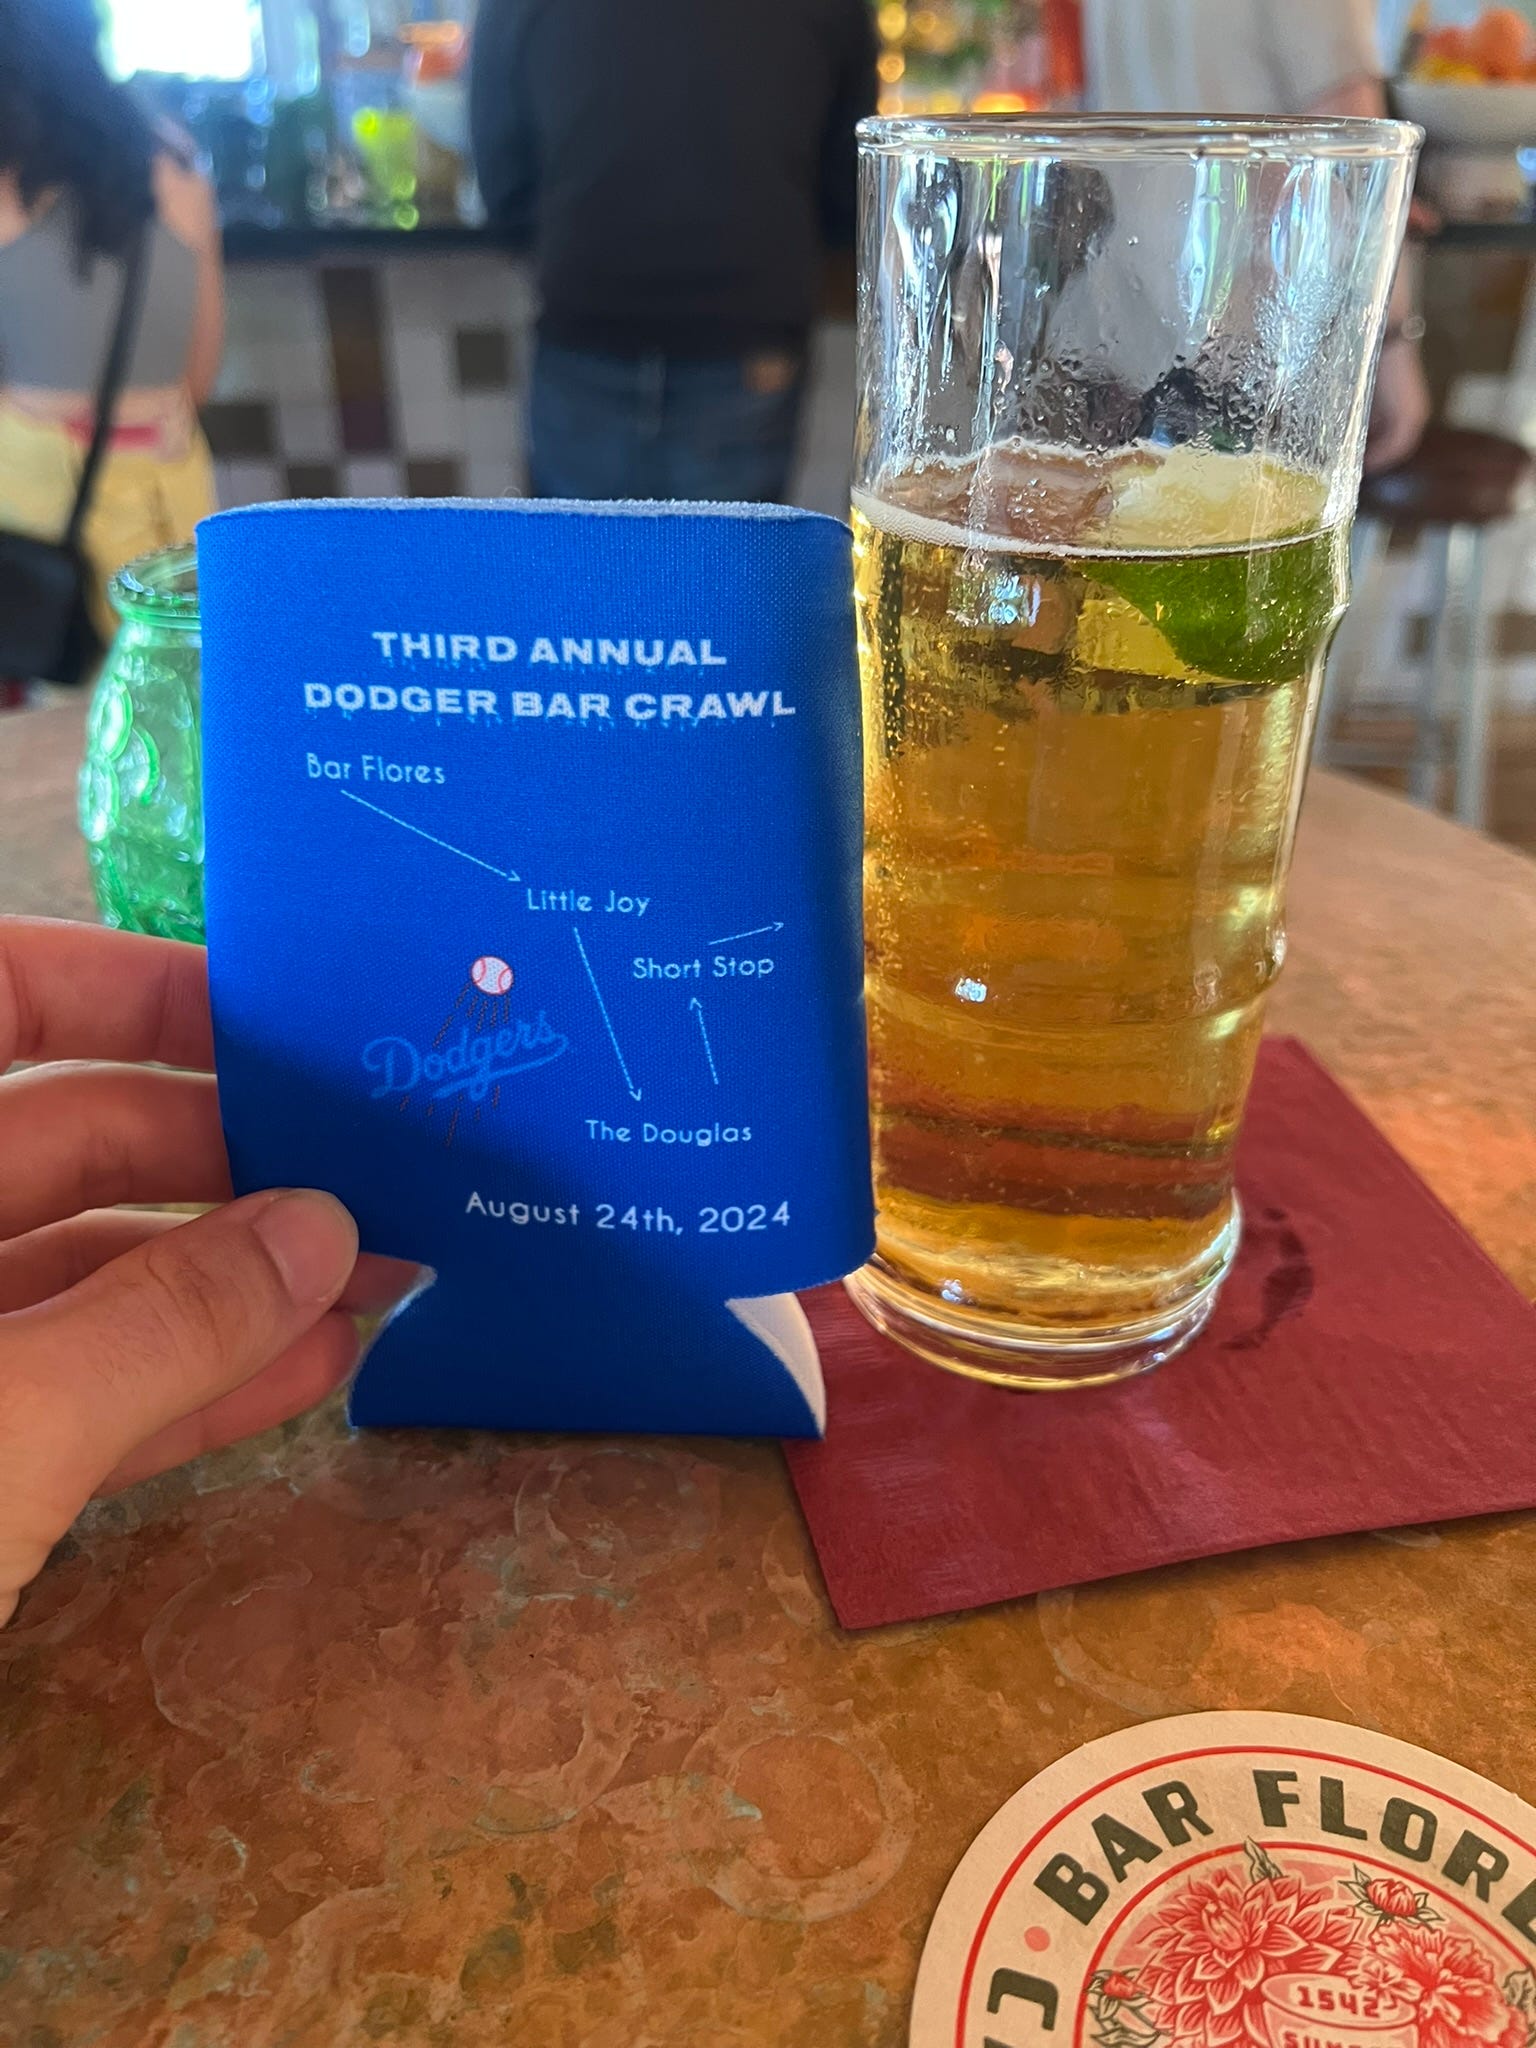 THIRD ANNUAL
DODGER BAR CRAWL
Bar Flores
Little Joy
Short Stop
Dodgers
The Douglas
August 24th, 2024
BAR FLORE
1542